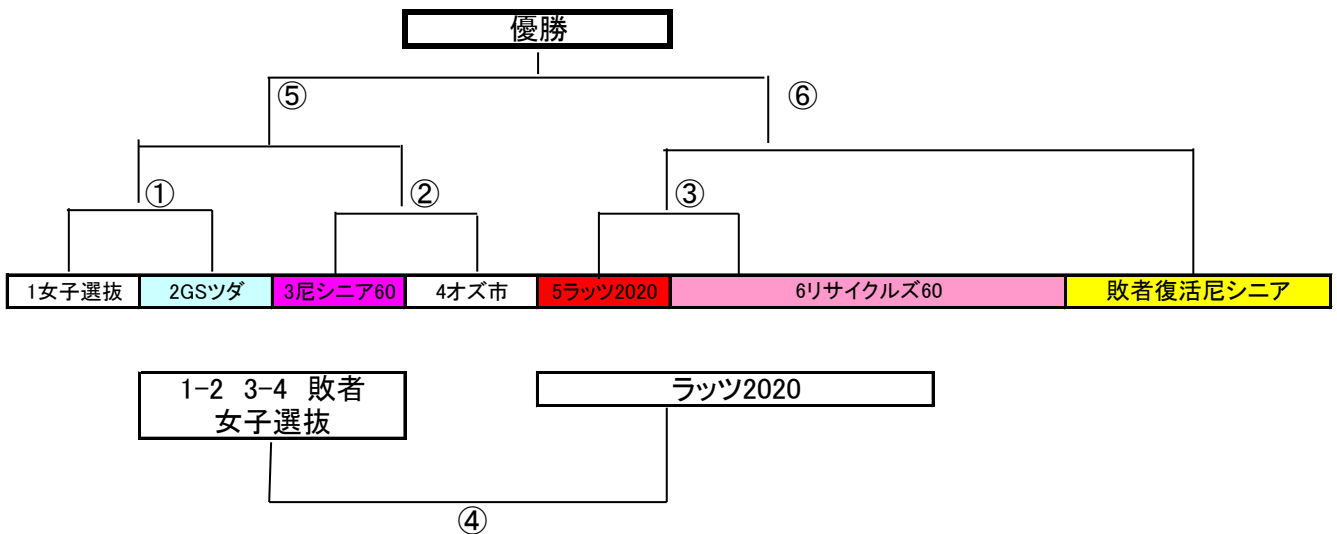 優勝
⑤
⑥
①
②
③
1女子選抜
2GSツダ
3尼シニア60
4オズ市
5ラッツ2020
6リサイクルズ60
敗者復活尼シニア
1-2 3-4 敗者
女子選抜
ラッツ2020
④